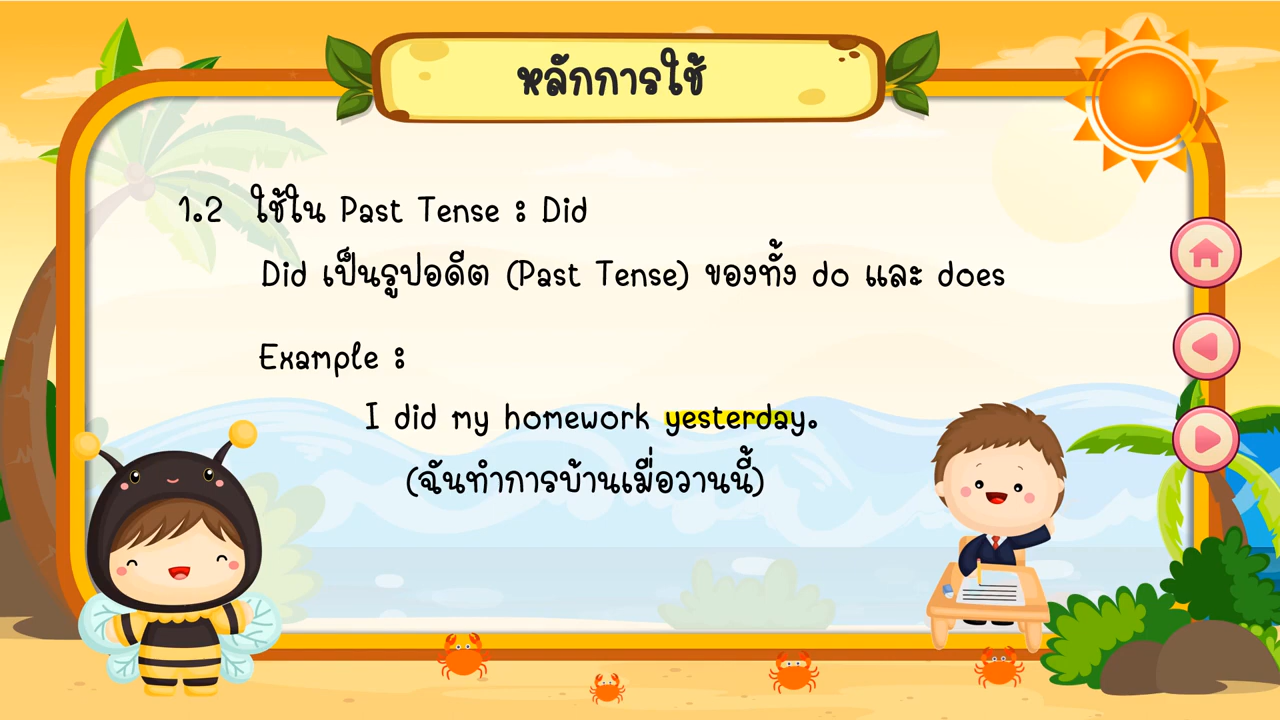 หลักการใช้
1.2 ใช้ใน Past Tense : Did
Did เป็นรูปอดีต (Past Tense) ของทั้ง do และ does
Example :
I did my homework yesterday.
(ฉันทำการบ้านเมื่อวานนี้)